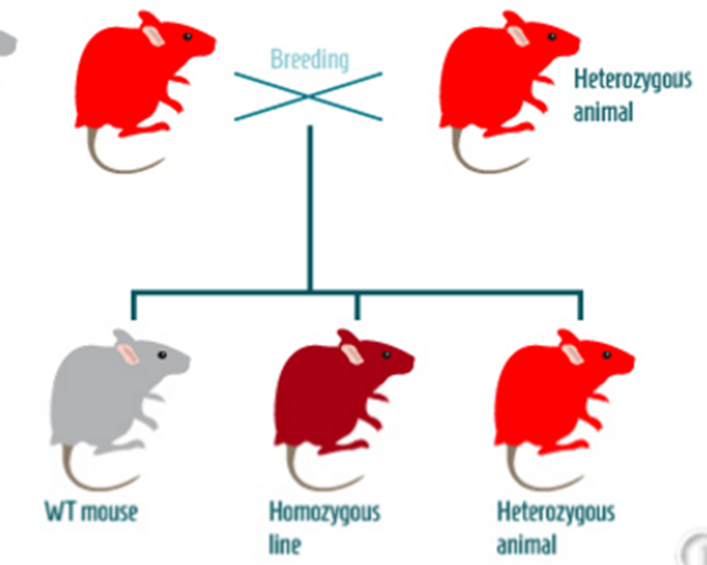 Breeding
Heterozygous
animal
WT mouse
Homozygous
line
Heterozygous
animal